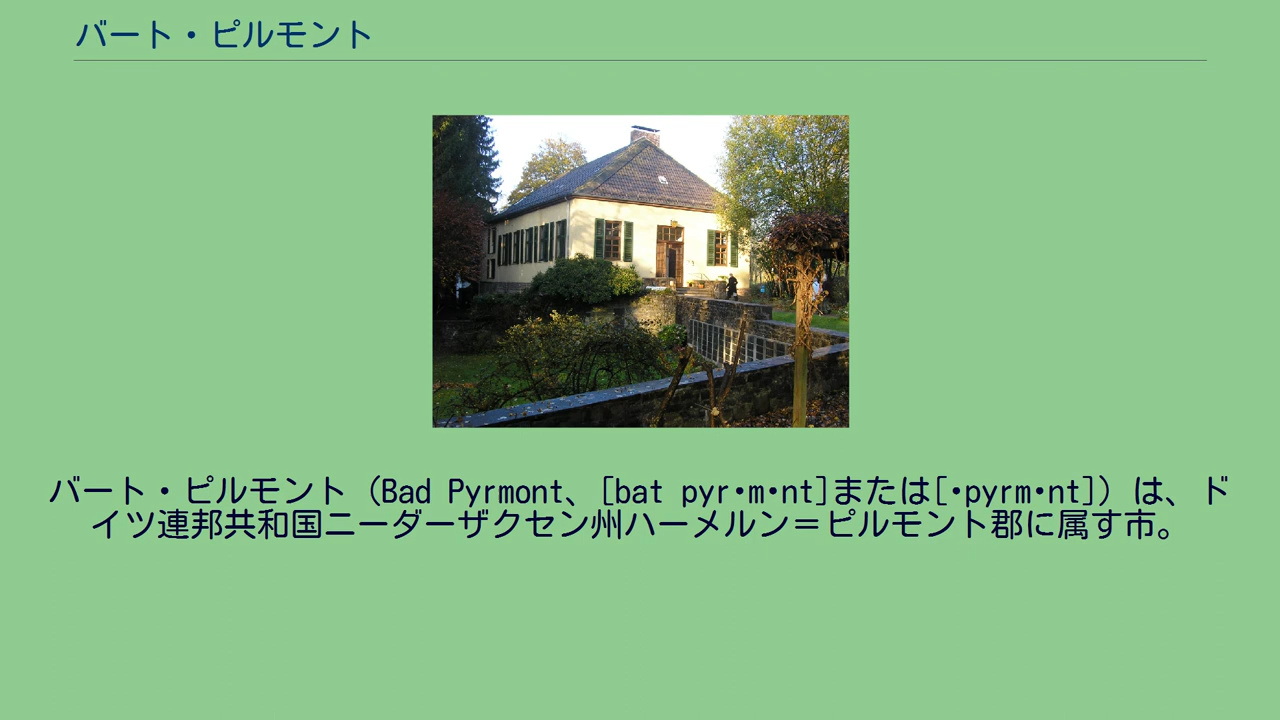 バート・ピルモント
バート・ピルモント（Bad Pyrmont、[bat pyr•m•nt]または[•pyrm•nt]）は、ド
イツ連邦共和国ニーダーザクセン州ハーメルン＝ピルモント郡に属す市。